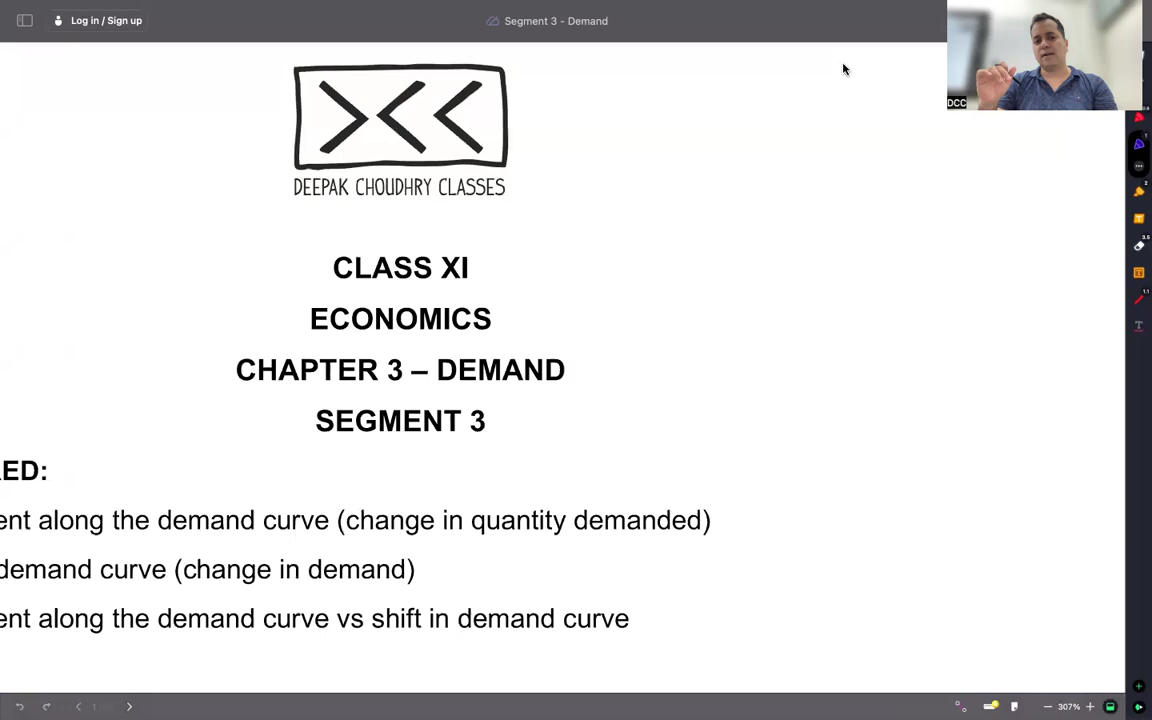 Log in / Sign up
Segment 3 - Demand
DCC
DEEPAK CHOUDHRY CLASSES
CLASS XI
ECONOMICS
CHAPTER 3 – DEMAND
SEGMENT 3
RED:
ent along the demand curve (change in quantity demanded)
demand curve (change in demand)
ent along the demand curve vs shift in demand curve
1
307%